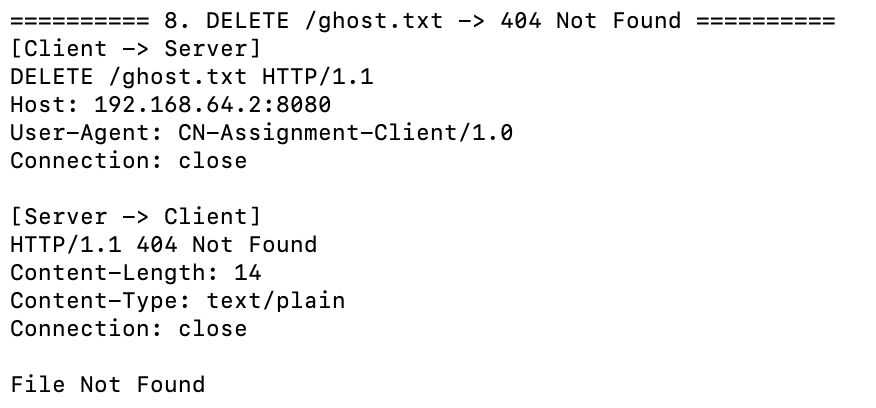 ========== 8. DELETE /ghost.txt -> 404 Not Found ==========
[Client -> Server]
DELETE /ghost.txt HTTP/1.1
Host: 192.168.64.2:8080
User-Agent: CN-Assignment-Client/1.0
Connection: close

[Server -> Client]
HTTP/1.1 404 Not Found
Content-Length: 14
Content-Type: text/plain
Connection: close

File Not Found